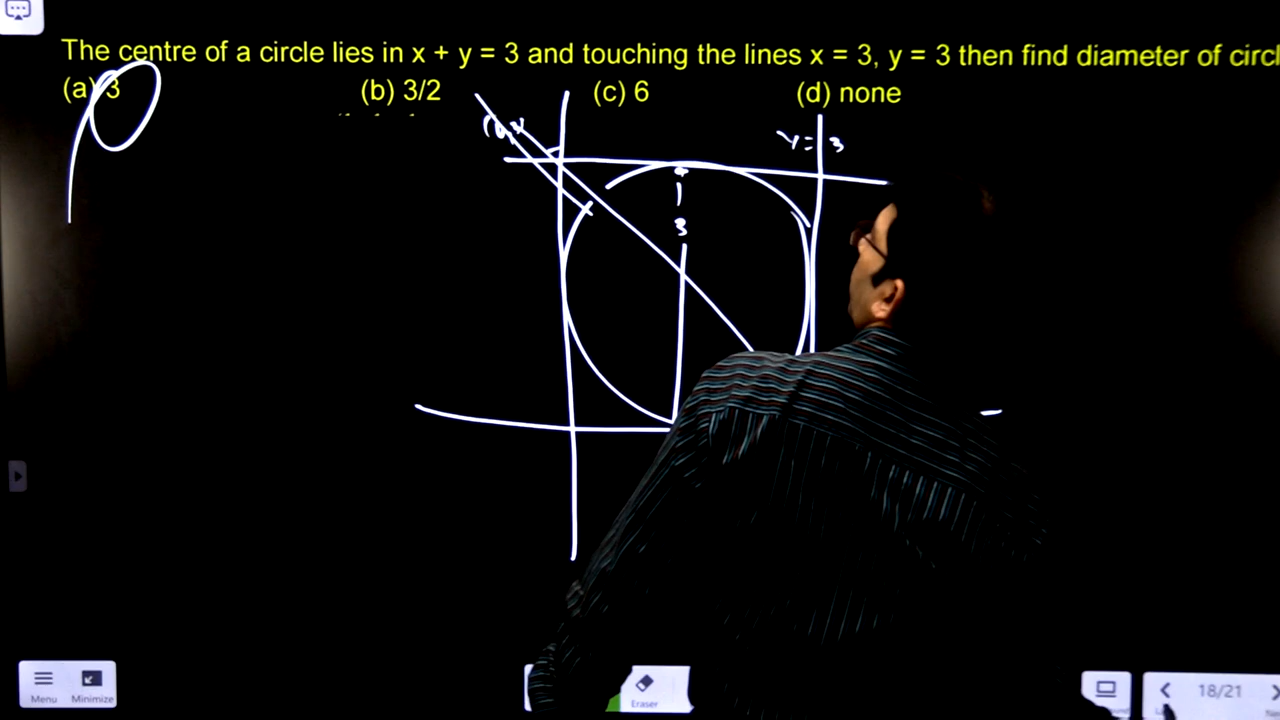 The centre of a circle lies in x + y = 3 and touching the lines x = 3, y = 3 then find diameter of circl
(a) 3 (b) 3/2 (c) 6 (d) none
3
3
Menu Minimize
Eraser
18/21